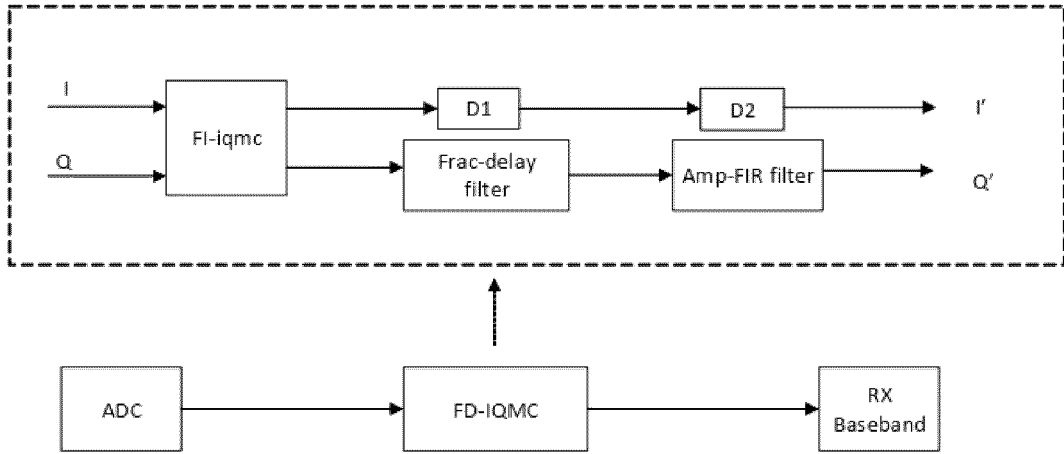 I
Q
FI-iqmc
D1
D2
I'
Frac-delay
filter
Amp-FIR filter
Q'
ADC
FD-IQMC
RX
Baseband